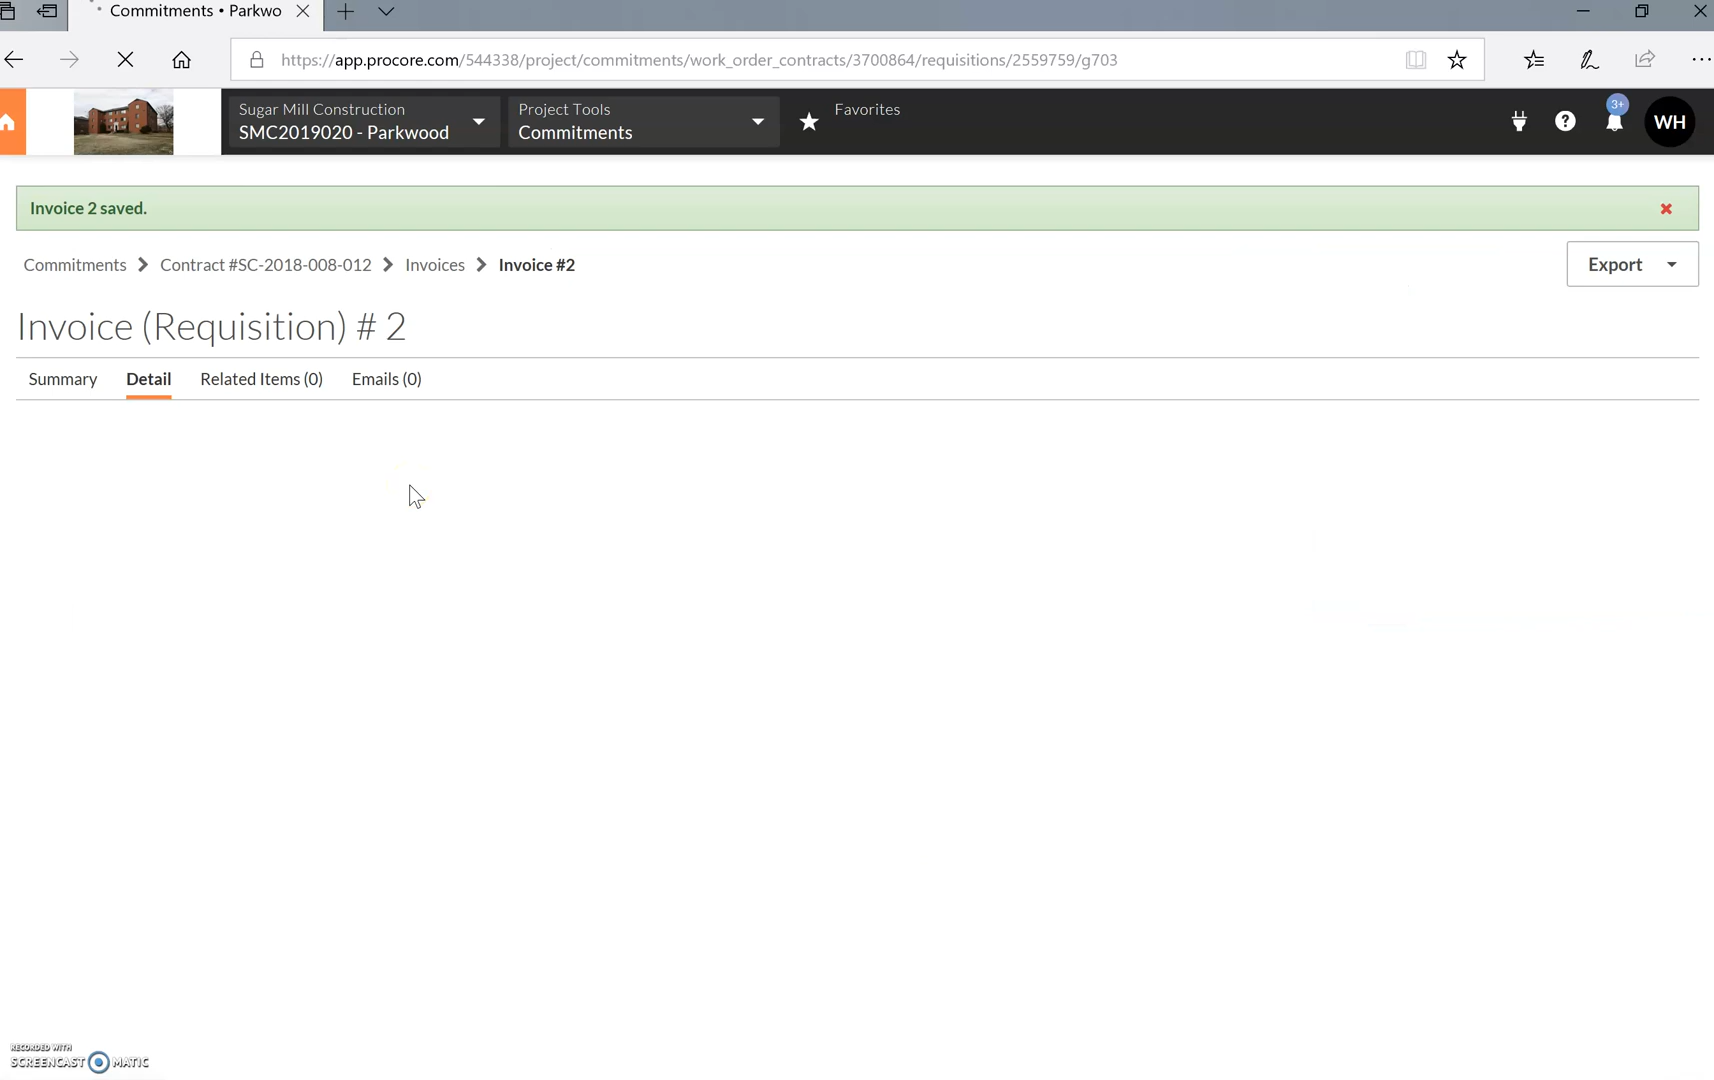 Commitments • Parkwo
https://app.procore.com/544338/project/commitments/work_order_contracts/3700864/requisitions/2559759/g703
Sugar Mill Construction
SMC2019020 - Parkwood
Project Tools
Commitments
Favorites
3+
WH
Invoice 2 saved.
Commitments
Contract #SC-2018-008-012
Invoices
Invoice #2
Export
Invoice (Requisition) # 2
Summary
Detail
Related Items (0)
Emails (0)
RECORDED WITH
SCREENCAST MATIC